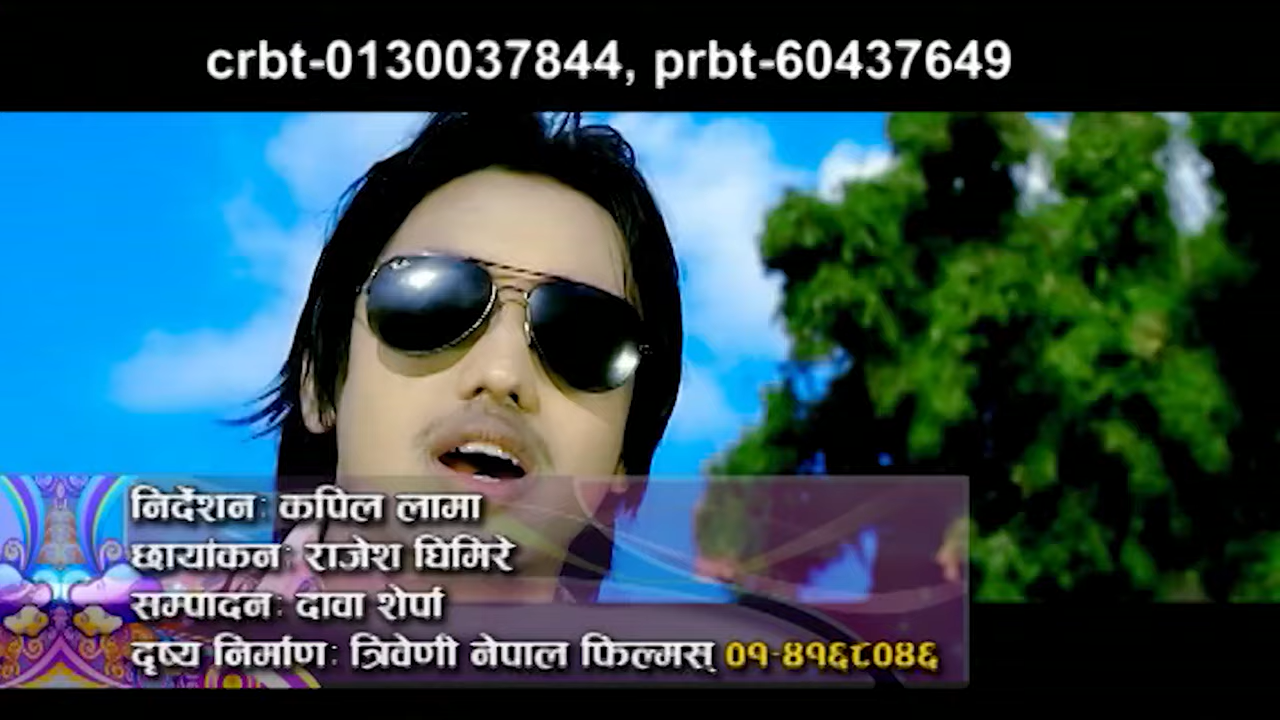 crbt-0130037844, prbt-60437649
निर्देशनः कपिल लामा
छायांकनः राजेश घिमिरे
सम्पादनः दावा शेर्पा
दृष्य निर्माणः त्रिवेणी नेपाल फिल्मस् ०१-४१६८०४६